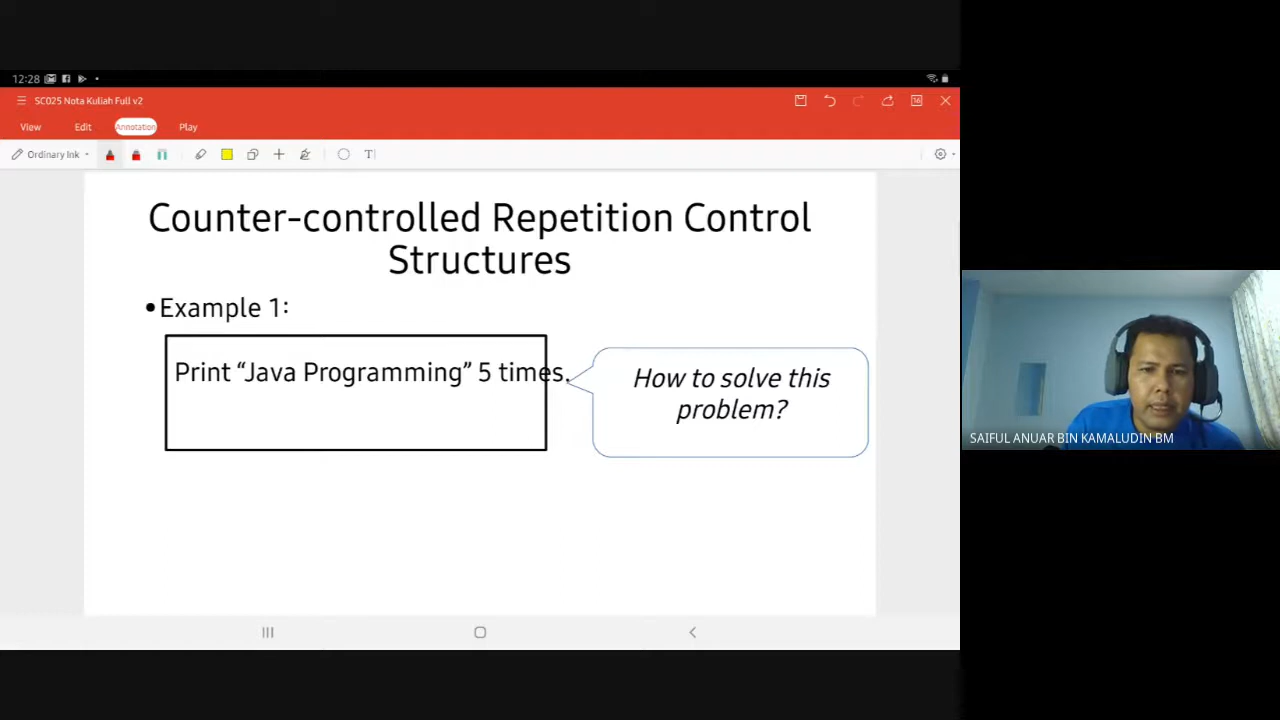 12:28
SC025 Nota Kuliah Full v2
View Edit Annotation Play
Ordinary Ink
Counter-controlled Repetition Control
Structures
•Example 1:
Print “Java Programming” 5 times.
How to solve this
problem?
SAIFUL ANUAR BIN KAMALUDIN BM